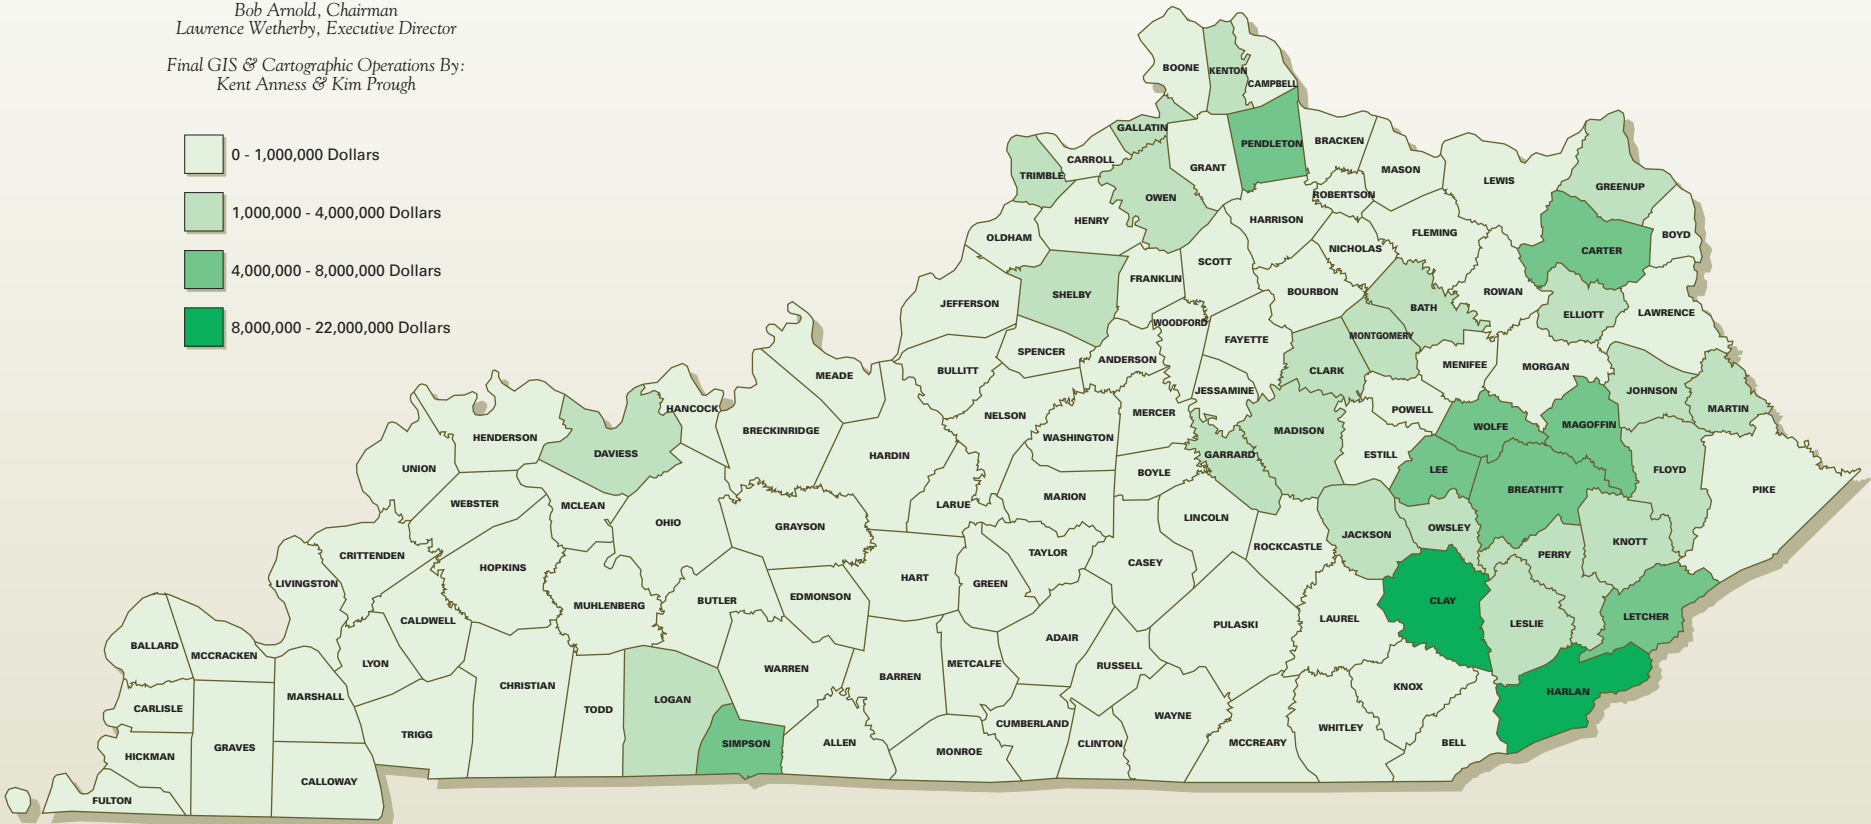 Bob Arnold, Chairman
Lawrence Wetherby, Executive Director
Final GIS & Cartographic Operations By:
Kent Anness & Kim Prough
0 - 1,000,000 Dollars
1,000,000 - 4,000,000 Dollars
4,000,000 - 8,000,000 Dollars
8,000,000 - 22,000,000 Dollars
BOONE
KENTON
CAMPBELL
GALLATIN
PENDLETON
BRACKEN
CARROLL
GRANT
MASON
TRIMBLE
LEWIS
GREENUP
OWEN
ROBERTSON
HENRY
HARRISON
FLEMING
BOYD
OLDHAM
NICHOLAS
CARTER
SCOTT
FRANKLIN
SHELBY
BOURBON
ROWAN
JEFFERSON
BATH
ELLIOTT
LAWRENCE
WOODFORD
MONTGOMERY
FAYETTE
SPENCER
ANDERSON
MENIFEE
MORGAN
BULLITT
CLARK
MEADE
JESSAMINE
JOHNSON
HANCOCK
MARTIN
POWELL
NELSON
MERCER
MAGOFFIN
WOLFE
BRECKINRIDGE
MADISON
HENDERSON
WASHINGTON
DAVIESS
HARDIN
GARRARD
ESTILL
UNION
LEE
FLOYD
BOYLE
BREATHITT
PIKE
MARION
WEBSTER
MCLEAN
LARUE
OHIO
GRAYSON
LINCOLN
OWSLEY
JACKSON
KNOTT
ROCKCASTLE
CRITTENDEN
TAYLOR
PERRY
CASEY
HOPKINS
HART
GREEN
LIVINGSTON
EDMONSON
BUTLER
CLAY
MUHLENBERG
LETCHER
CALDWELL
LAUREL
LESLIE
PULASKI
ADAIR
BALLARD
MCCRACKEN
LYON
METCALFE
RUSSELL
WARREN
BARREN
CHRISTIAN
KNOX
HARLAN
MARSHALL
LOGAN
CARLISLE
TODD
WAYNE
CUMBERLAND
WHITLEY
TRIGG
SIMPSON
ALLEN
CLINTON
MCCREARY
BELL
GRAVES
MONROE
HICKMAN
CALLOWAY
FULTON